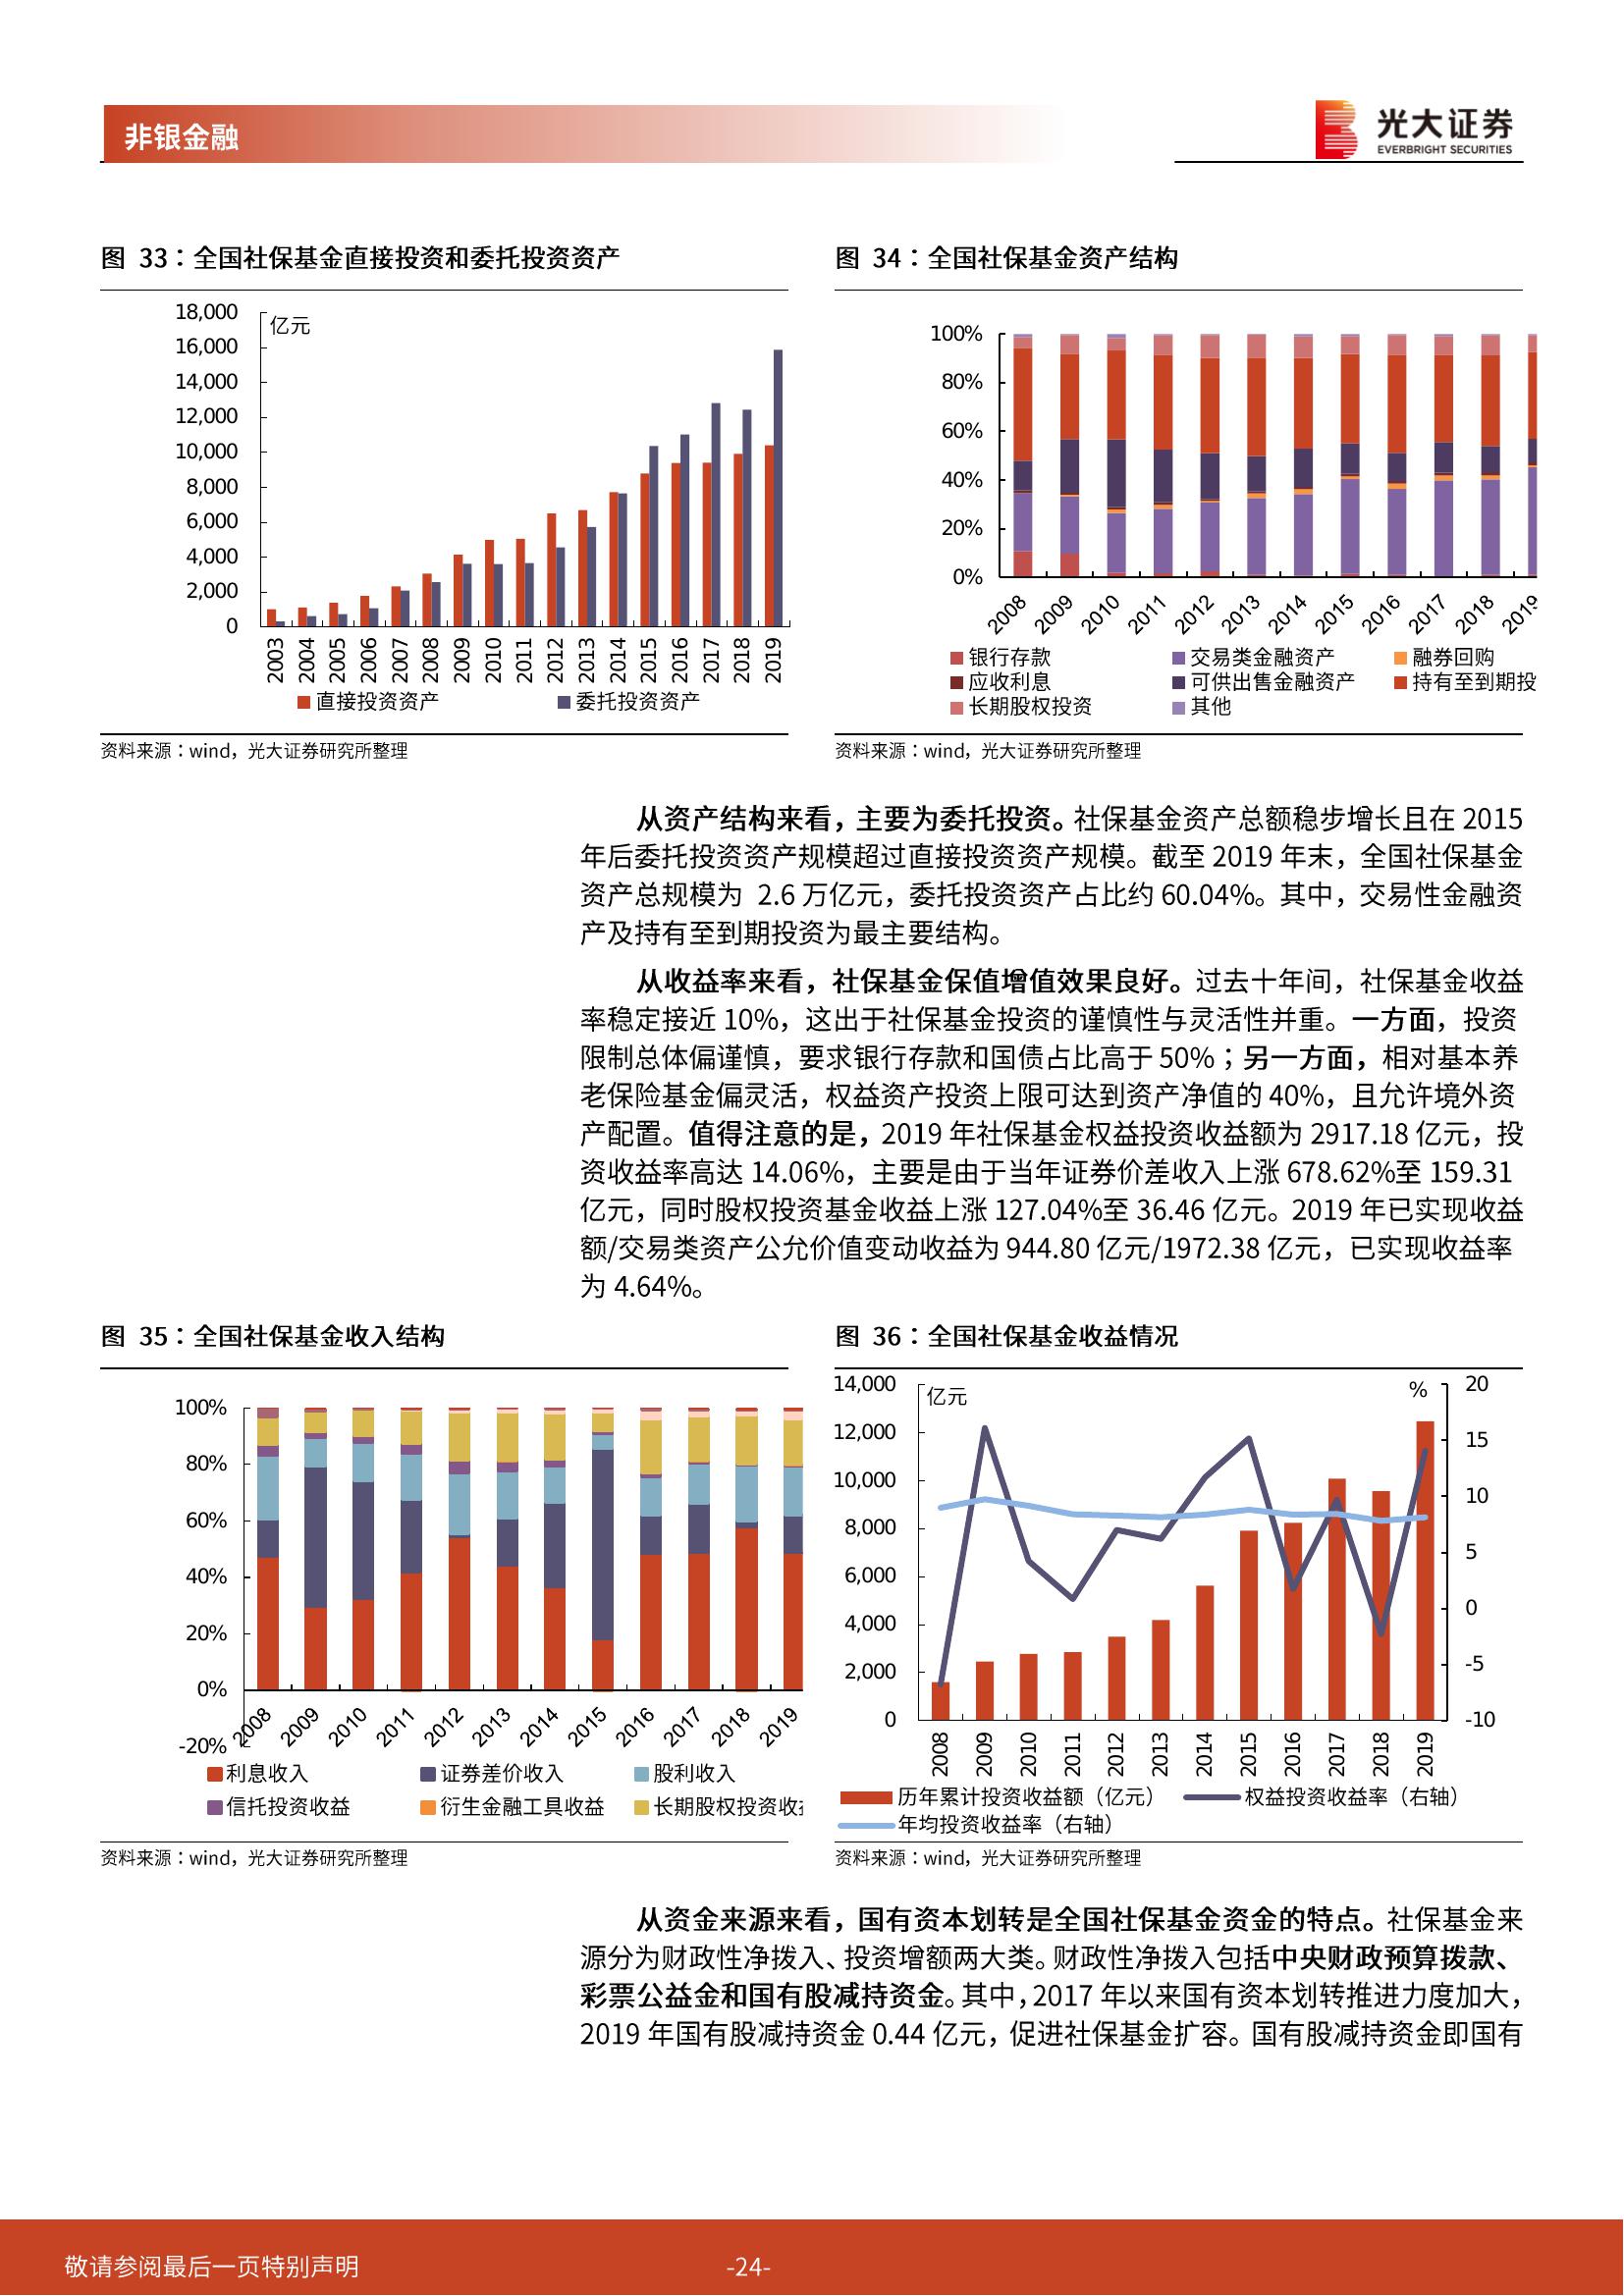 非银金融
光大证券
EVERBRIGHT SECURITIES
图 33：全国社保基金直接投资和委托投资资产
18,000
16,000
14,000
12,000
10,000
8,000
6,000
4,000
2,000
0
亿元
2003 2004 2005 2006 2007 2008 2009 2010 2011 2012 2013 2014 2015 2016 2017 2018 2019
直接投资资产 委托投资资产
资料来源：wind，光大证券研究所整理
图 34：全国社保基金资产结构
100%
80%
60%
40%
20%
0%
2008 2009 2010 2011 2012 2013 2014 2015 2016 2017 2018 2019
银行存款 交易类金融资产 融券回购
应收利息 可供出售金融资产 持有至到期投
长期股权投资 其他
资料来源：wind，光大证券研究所整理
从资产结构来看，主要为委托投资。社保基金资产总额稳步增长且在 2015
年后委托投资资产规模超过直接投资资产规模。截至 2019 年末，全国社保基金
资产总规模为 2.6 万亿元，委托投资资产占比约 60.04%。其中，交易性金融资
产及持有至到期投资为最主要结构。
从收益率来看，社保基金保值增值效果良好。过去十年间，社保基金收益
率稳定接近 10%，这出于社保基金投资的谨慎性与灵活性并重。一方面，投资
限制总体偏谨慎，要求银行存款和国债占比高于 50%；另一方面，相对基本养
老保险基金偏灵活，权益资产投资上限可达到资产净值的 40%，且允许境外资
产配置。值得注意的是，2019 年社保基金权益投资收益额为 2917.18 亿元，投
资收益率高达 14.06%，主要是由于当年证券价差收入上涨 678.62%至 159.31
亿元，同时股权投资基金收益上涨 127.04%至 36.46 亿元。2019 年已实现收益
额/交易类资产公允价值变动收益为 944.80 亿元/1972.38 亿元，已实现收益率
为 4.64%。
图 35：全国社保基金收入结构
100%
80%
60%
40%
20%
0%
-20%
2008 2009 2010 2011 2012 2013 2014 2015 2016 2017 2018 2019
利息收入 证券差价收入 股利收入
信托投资收益 衍生金融工具收益 长期股权投资收
资料来源：wind，光大证券研究所整理
图 36：全国社保基金收益情况
14,000
12,000
10,000
8,000
6,000
4,000
2,000
0
亿元
%
20
15
10
5
0
-5
-10
2008 2009 2010 2011 2012 2013 2014 2015 2016 2017 2018 2019
历年累计投资收益额（亿元） 权益投资收益率（右轴）
年均投资收益率（右轴）
资料来源：wind，光大证券研究所整理
从资金来源来看，国有资本划转是全国社保基金资金的特点。社保基金来
源分为财政性净拨入、投资增额两大类。财政性净拨入包括中央财政预算拨款、
彩票公益金和国有股减持资金。其中，2017 年以来国有资本划转推进力度加大，
2019 年国有股减持资金 0.44 亿元，促进社保基金扩容。国有股减持资金即国有
敬请参阅最后一页特别声明
-24-